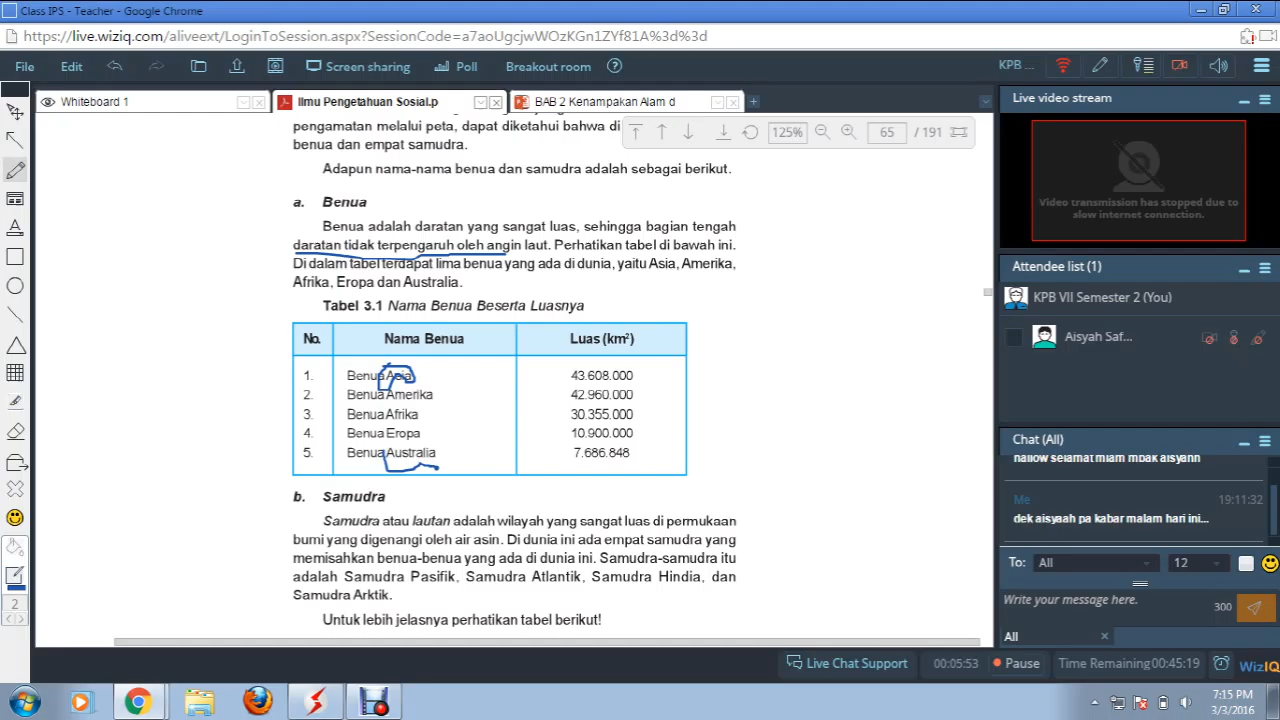 Class IPS - Teacher - Google Chrome
https://live.wiziq.com/aliveext/LoginToSession.aspx?SessionCode=a7aoUgcjwWOzKGn1ZYf81A%3d%3d
File Edit Screen sharing Poll Breakout room KPB ...
Whiteboard 1 Ilmu Pengetahuan Sosial.p BAB 2 Kenampakan Alam d
125% 65 / 191
pengamatan melalui peta, dapat diketahui bahwa di
benua dan empat samudra.
Adapun nama-nama benua dan samudra adalah sebagai berikut.
a. Benua
Benua adalah daratan yang sangat luas, sehingga bagian tengah
daratan tidak terpengaruh oleh angin laut. Perhatikan tabel di bawah ini.
Di dalam tabel terdapat lima benua yang ada di dunia, yaitu Asia, Amerika,
Afrika, Eropa dan Australia.
Tabel 3.1 Nama Benua Beserta Luasnya
No. Nama Benua Luas (km²)
1. Benua Asia 43.608.000
2. Benua Amerika 42.960.000
3. Benua Afrika 30.355.000
4. Benua Eropa 10.900.000
5. Benua Australia 7.686.848
b. Samudra
Samudra atau lautan adalah wilayah yang sangat luas di permukaan
bumi yang digenangi oleh air asin. Di dunia ini ada empat samudra yang
memisahkan benua-benua yang ada di dunia ini. Samudra-samudra itu
adalah Samudra Pasifik, Samudra Atlantik, Samudra Hindia, dan
Samudra Arktik.
Untuk lebih jelasnya perhatikan tabel berikut!
2
Live video stream
Video transmission has stopped due to
slow internet connection.
Attendee list (1)
KPB VII Semester 2 (You)
Aisyah Saf...
Chat (All)
hallow selamat mlam mbak aisyahh
Me 19:11:32
dek aisyaah pa kabar malam hari ini...
To: All 12
Write your message here. 300
All
Live Chat Support 00:05:53 Pause Time Remaining 00:45:19 WizIQ
7:15 PM
3/3/2016